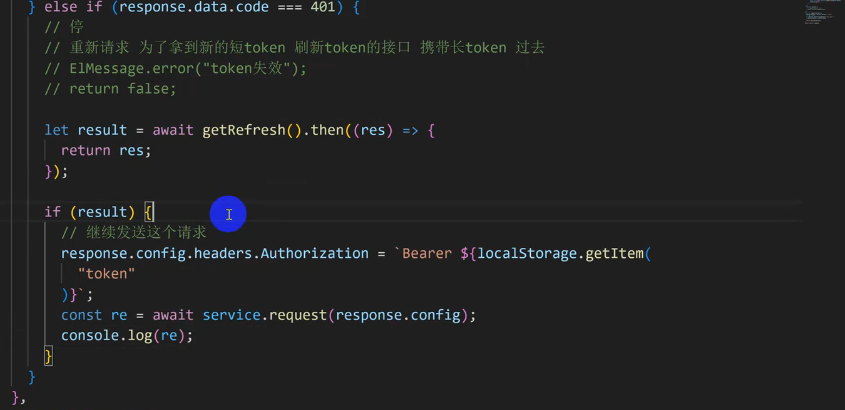 } else if (response.data.code === 401) {
// 停
// 重新请求 为了拿到新的短token 刷新token的接口 携带长token 过去
// ElMessage.error("token失效");
// return false;
let result = await getRefresh().then((res) => {
return res;
});
if (result) {
// 继续发送这个请求
response.config.headers.Authorization = `Bearer ${localStorage.getItem(
"token"
)}`;
const re = await service.request(response.config);
console.log(re);
}
}
},